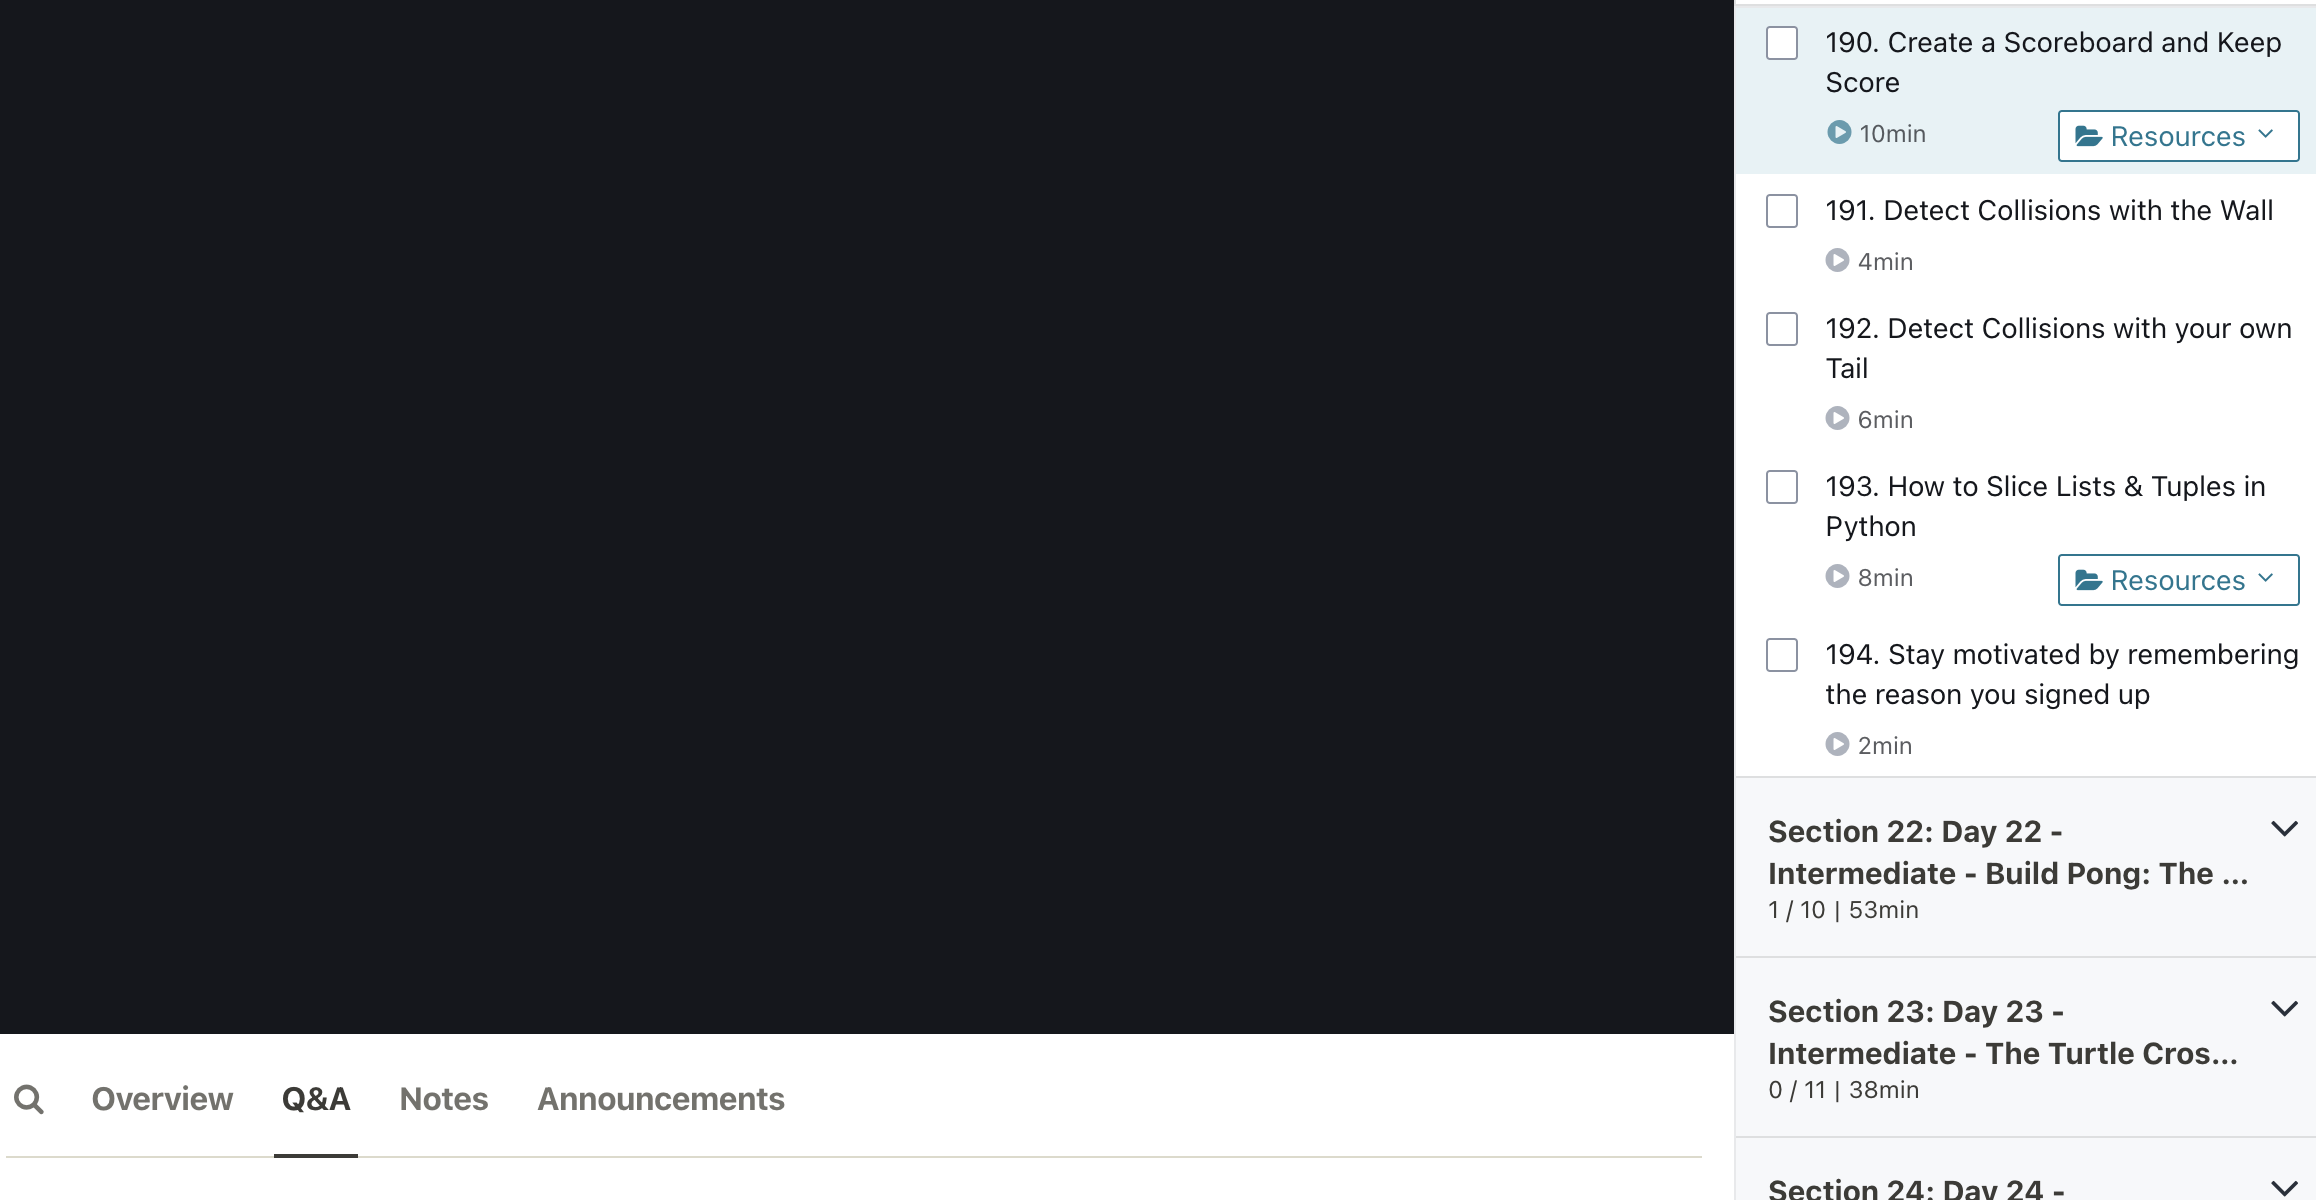 190. Create a Scoreboard and Keep
Score
10min
Resources
191. Detect Collisions with the Wall
4min
192. Detect Collisions with your own
Tail
6min
193. How to Slice Lists & Tuples in
Python
8min
Resources
194. Stay motivated by remembering
the reason you signed up
2min
Section 22: Day 22 -
Intermediate - Build Pong: The ...
1 / 10 | 53min
Section 23: Day 23 -
Intermediate - The Turtle Cros...
0 / 11 | 38min
Section 24: Day 24 -
Overview Q&A Notes Announcements